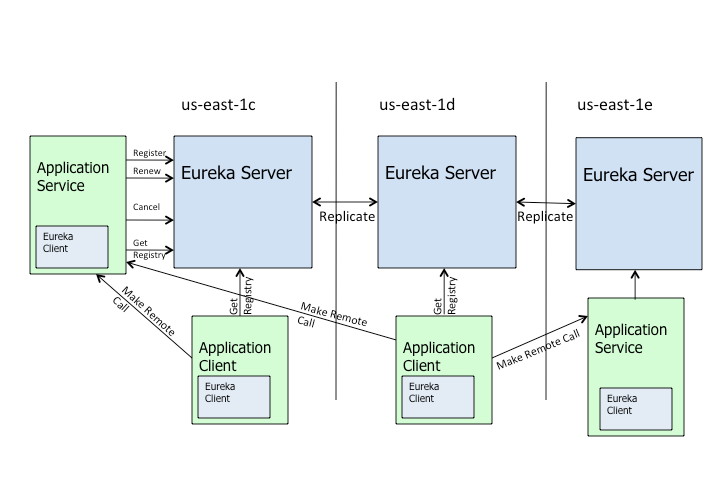 us-east-1c
us-east-1d
us-east-1e
Application
Service
Eureka
Client
Register
Renew
Cancel
Get
Registry
Eureka Server
Replicate
Eureka Server
Replicate
Eureka Server
Make Remote
Call
Get
Registry
Make Remote
Call
Get
Registry
Make Remote Call
Application
Client
Eureka
Client
Application
Client
Eureka
Client
Application
Service
Eureka
Client